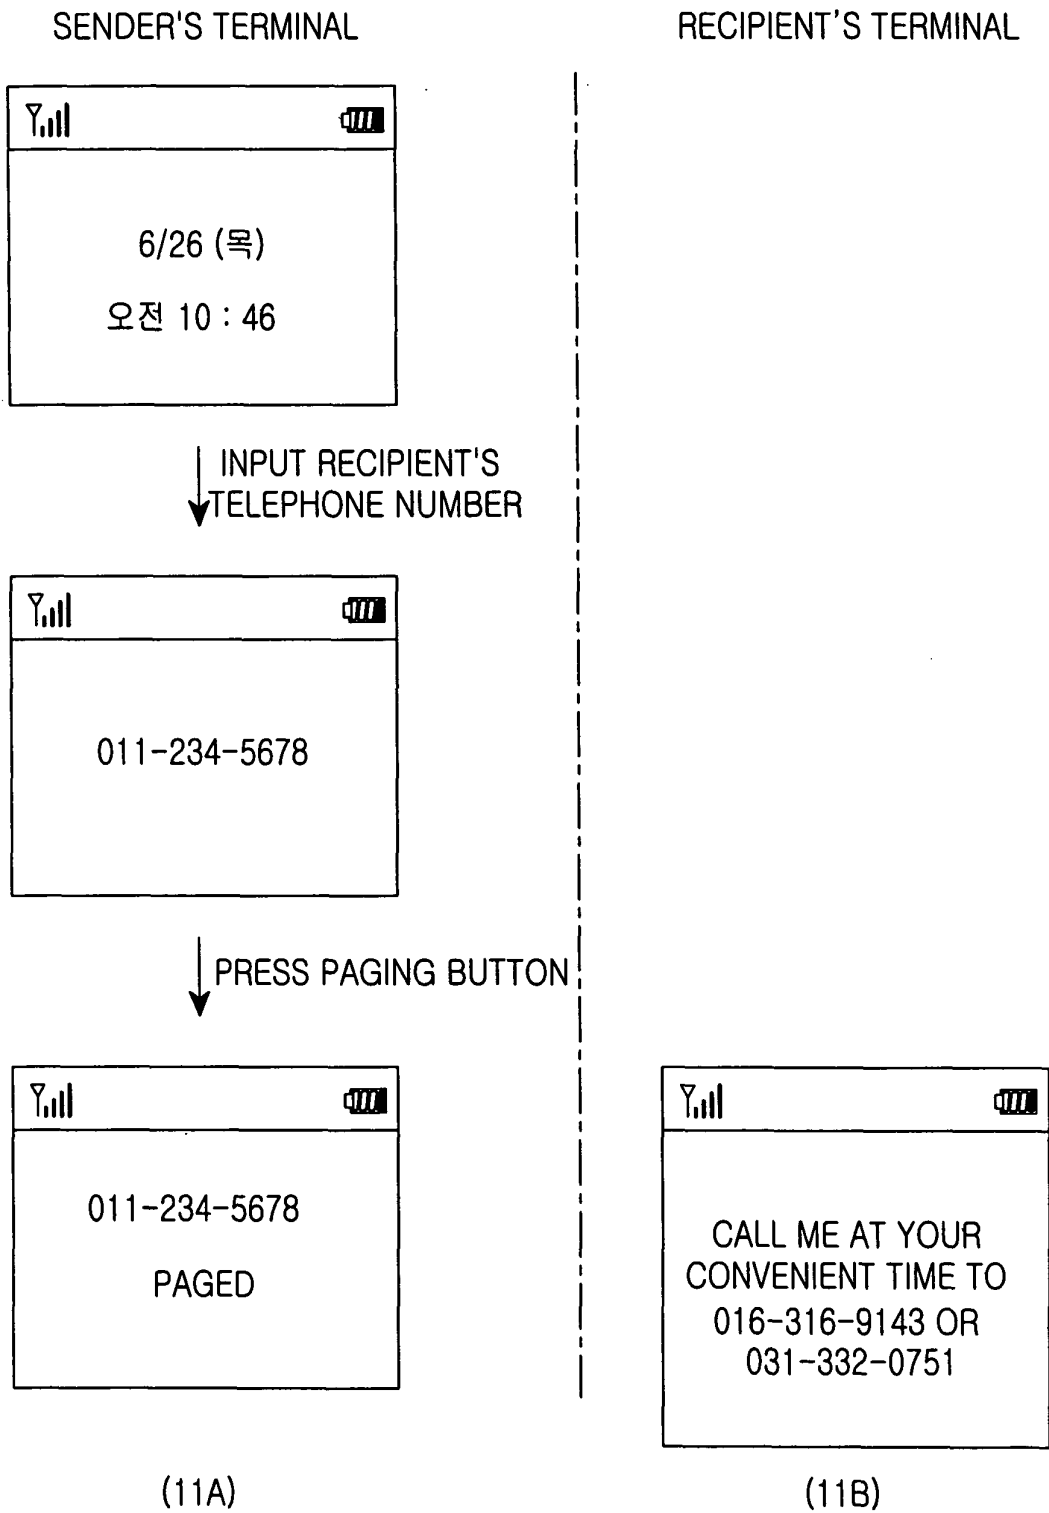 SENDER'S TERMINAL
RECIPIENT'S TERMINAL
6/26 (목)
오전 10 : 46
INPUT RECIPIENT'S
TELEPHONE NUMBER
011-234-5678
PRESS PAGING BUTTON
011-234-5678
PAGED
CALL ME AT YOUR
CONVENIENT TIME TO
016-316-9143 OR
031-332-0751
(11A)
(11B)